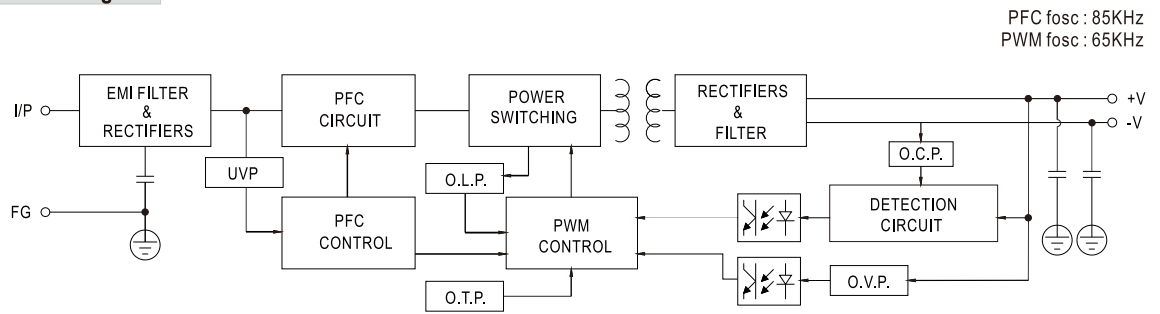 PFC fosc : 85KHz
PWM fosc : 65KHz
I/P
EMI FILTER
&
RECTIFIERS
PFC
CIRCUIT
POWER
SWITCHING
RECTIFIERS
&
FILTER
+V
-V
UVP
O.L.P.
O.C.P.
FG
PFC
CONTROL
PWM
CONTROL
DETECTION
CIRCUIT
O.T.P.
O.V.P.